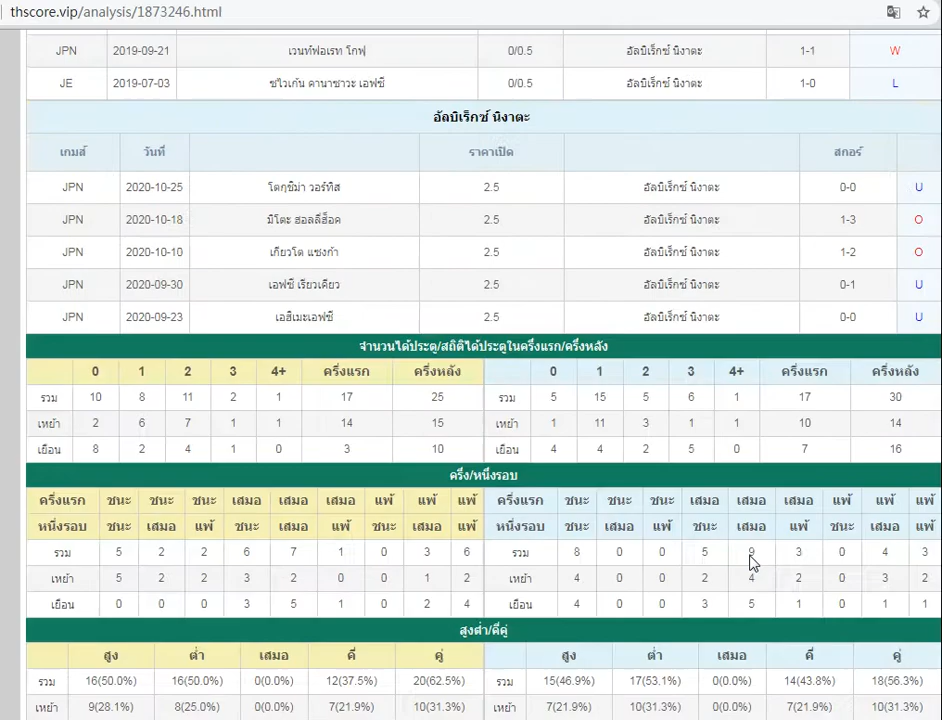 thscore.vip/analysis/1873246.html
JPN 2019-09-21 เวนท์ฟอเรท โกฟุ 0/0.5 อัลบิเร็กซ์ นิงาตะ 1-1 W
JE 2019-07-03 ซไวเก้น คานาซาวะ เอฟซี 0/0.5 อัลบิเร็กซ์ นิงาตะ 1-0 L
อัลบิเร็กซ์ นิงาตะ
เกมส์ วันที่ ราคาเปิด สกอร์
JPN 2020-10-25 โตกุชิม่า วอร์ทิส 2.5 อัลบิเร็กซ์ นิงาตะ 0-0 U
JPN 2020-10-18 มิโตะ ฮอลลี่ฮ็อค 2.5 อัลบิเร็กซ์ นิงาตะ 1-3 O
JPN 2020-10-10 เกียวโต แซงก้า 2.5 อัลบิเร็กซ์ นิงาตะ 1-2 O
JPN 2020-09-30 เอฟซี เรียวเคียว 2.5 อัลบิเร็กซ์ นิงาตะ 0-1 U
JPN 2020-09-23 เอฮิเมะเอฟซี 2.5 อัลบิเร็กซ์ นิงาตะ 0-0 U
จำนวนได้ประตู/สถิติได้ประตูในครึ่งแรก/ครึ่งหลัง
0 1 2 3 4+ ครึ่งแรก ครึ่งหลัง 0 1 2 3 4+ ครึ่งแรก ครึ่งหลัง
รวม 10 8 11 2 1 17 25 รวม 5 15 5 6 1 17 30
เหย้า 2 6 7 1 1 14 15 เหย้า 1 11 3 1 1 10 14
เยือน 8 2 4 1 0 3 10 เยือน 4 4 2 5 0 7 16
ครึ่ง/หนึ่งรอบ
ครึ่งแรก ชนะ ชนะ ชนะ เสมอ เสมอ เสมอ แพ้ แพ้ แพ้ ครึ่งแรก ชนะ ชนะ ชนะ เสมอ เสมอ เสมอ แพ้ แพ้ แพ้
หนึ่งรอบ ชนะ เสมอ แพ้ ชนะ เสมอ แพ้ ชนะ เสมอ แพ้ หนึ่งรอบ ชนะ เสมอ แพ้ ชนะ เสมอ แพ้ ชนะ เสมอ แพ้
รวม 5 2 2 6 7 1 0 3 6 รวม 8 0 0 5 9 3 0 4 3
เหย้า 5 2 2 3 2 0 0 1 2 เหย้า 4 0 0 2 4 2 0 3 2
เยือน 0 0 0 3 5 1 0 2 4 เยือน 4 0 0 3 5 1 0 1 1
สูงต่ำ/คี่คู่
สูง ต่ำ เสมอ คี่ คู่ สูง ต่ำ เสมอ คี่ คู่
รวม 16(50.0%) 16(50.0%) 0(0.0%) 12(37.5%) 20(62.5%) รวม 15(46.9%) 17(53.1%) 0(0.0%) 14(43.8%) 18(56.3%)
เหย้า 9(28.1%) 8(25.0%) 0(0.0%) 7(21.9%) 10(31.3%) เหย้า 7(21.9%) 10(31.3%) 0(0.0%) 7(21.9%) 10(31.3%)